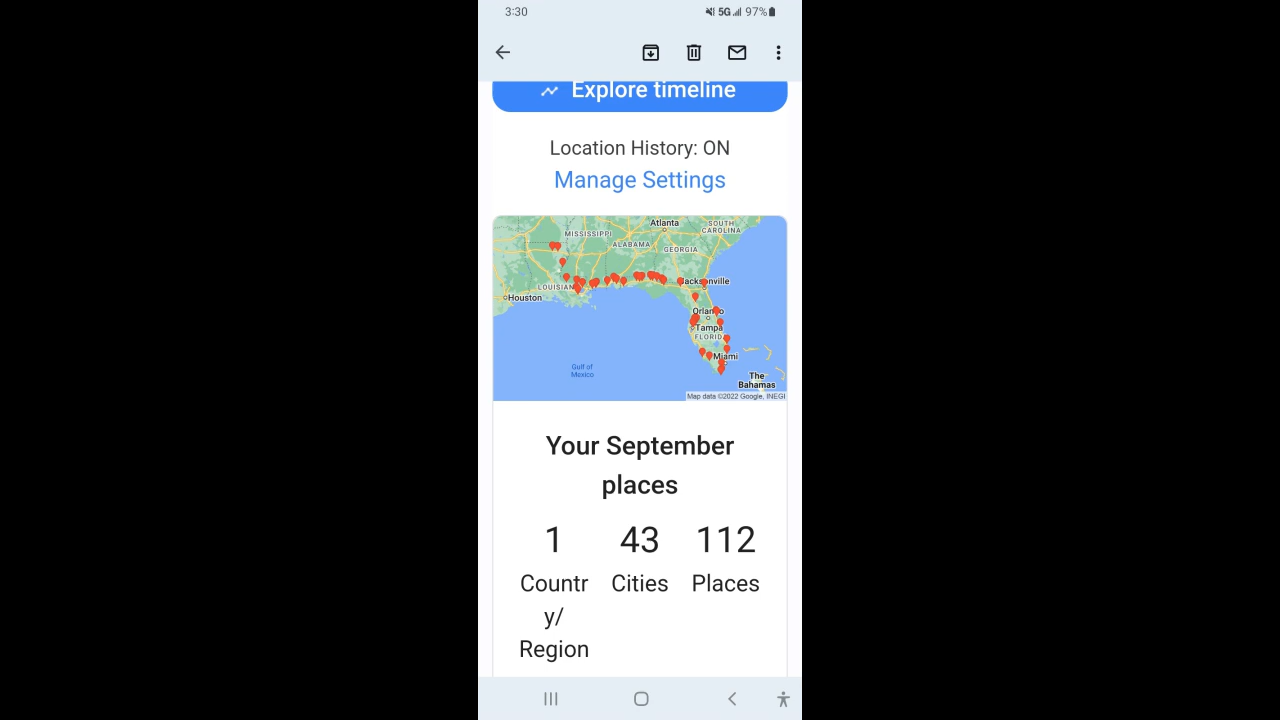 3:30
5G 97%
Explore timeline
Location History: ON
Manage Settings
Atlanta
SOUTH
CAROLINA
MISSISSIPPI
ALABAMA
GEORGIA
Jacksonville
LOUISIAN
Houston
Orlando
Tampa
FLORID
Miami
Gulf of
Mexico
The
Bahamas
Map data ©2022 Google, INEGI
Your September
places
1 43 112
Countr Cities Places
y/
Region